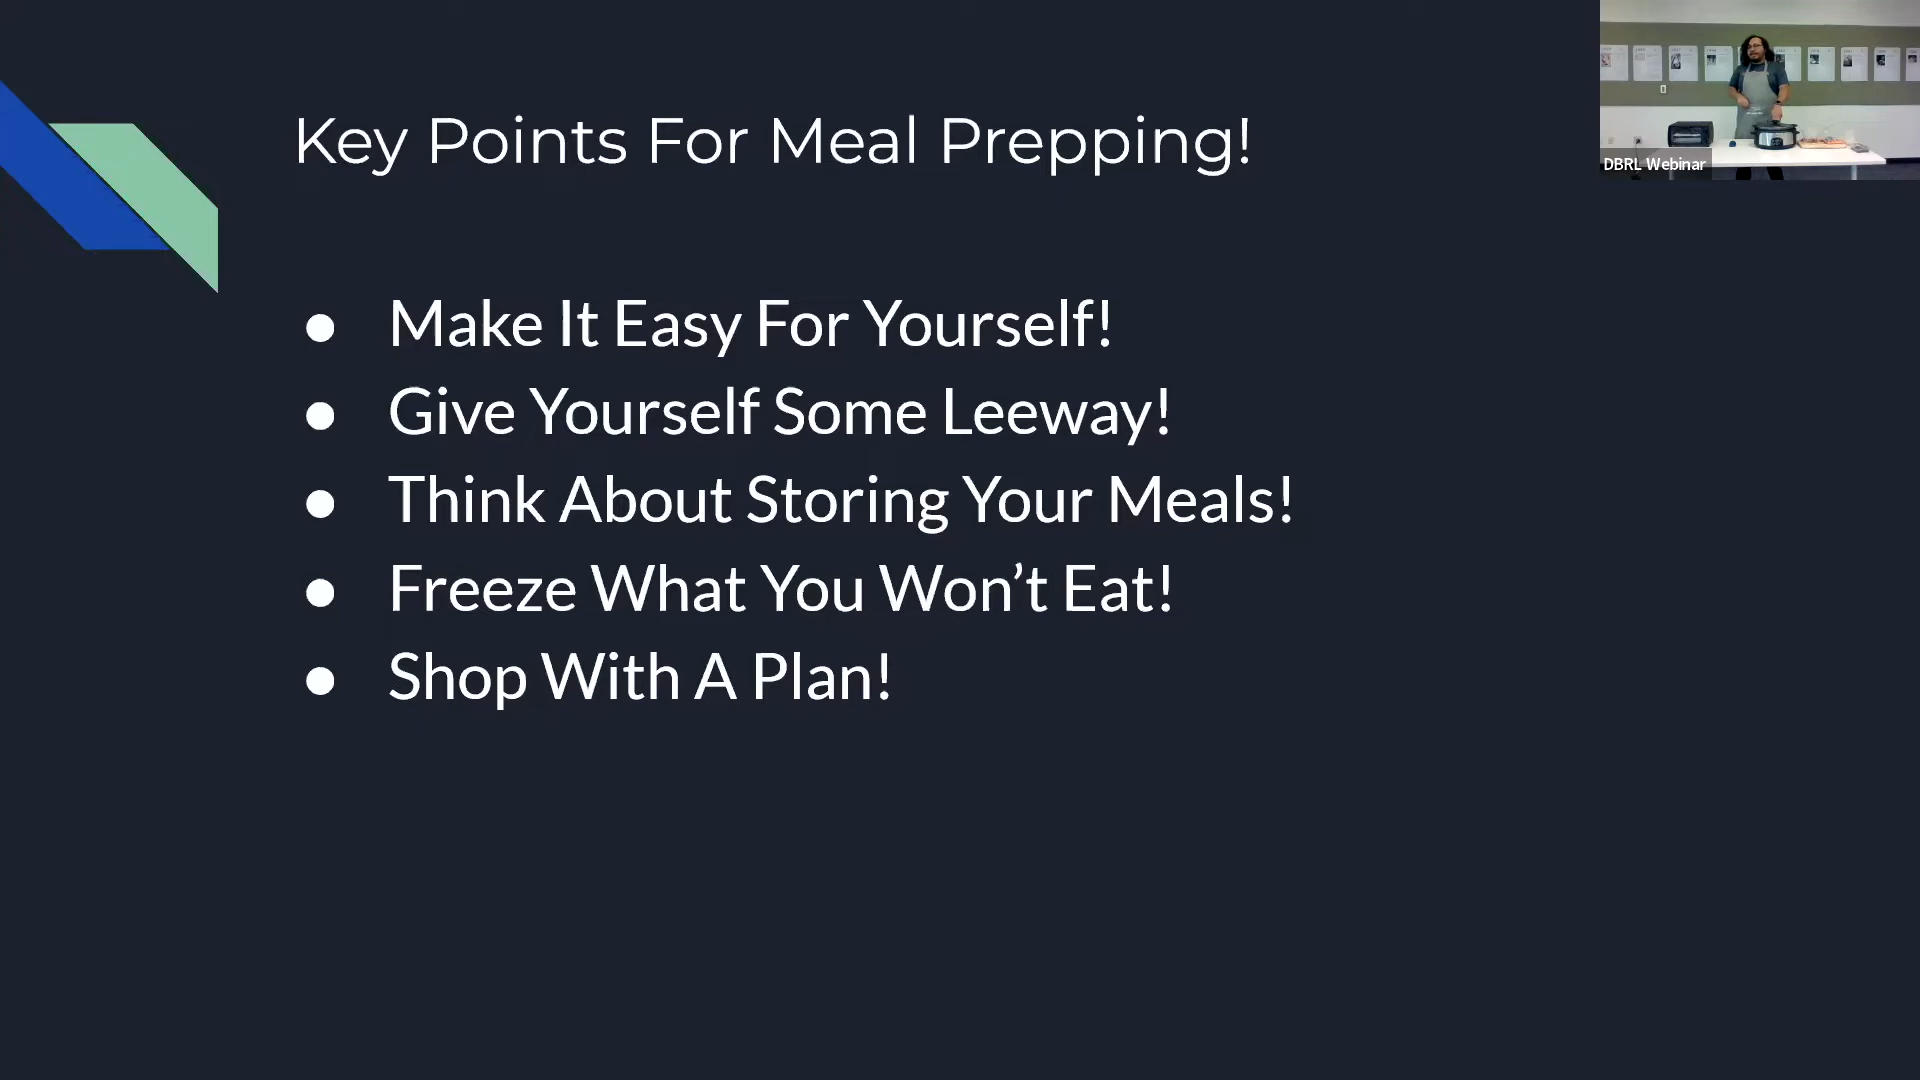 Key Points For Meal Prepping!
DBRL Webinar
● Make It Easy For Yourself!
● Give Yourself Some Leeway!
● Think About Storing Your Meals!
● Freeze What You Won’t Eat!
● Shop With A Plan!